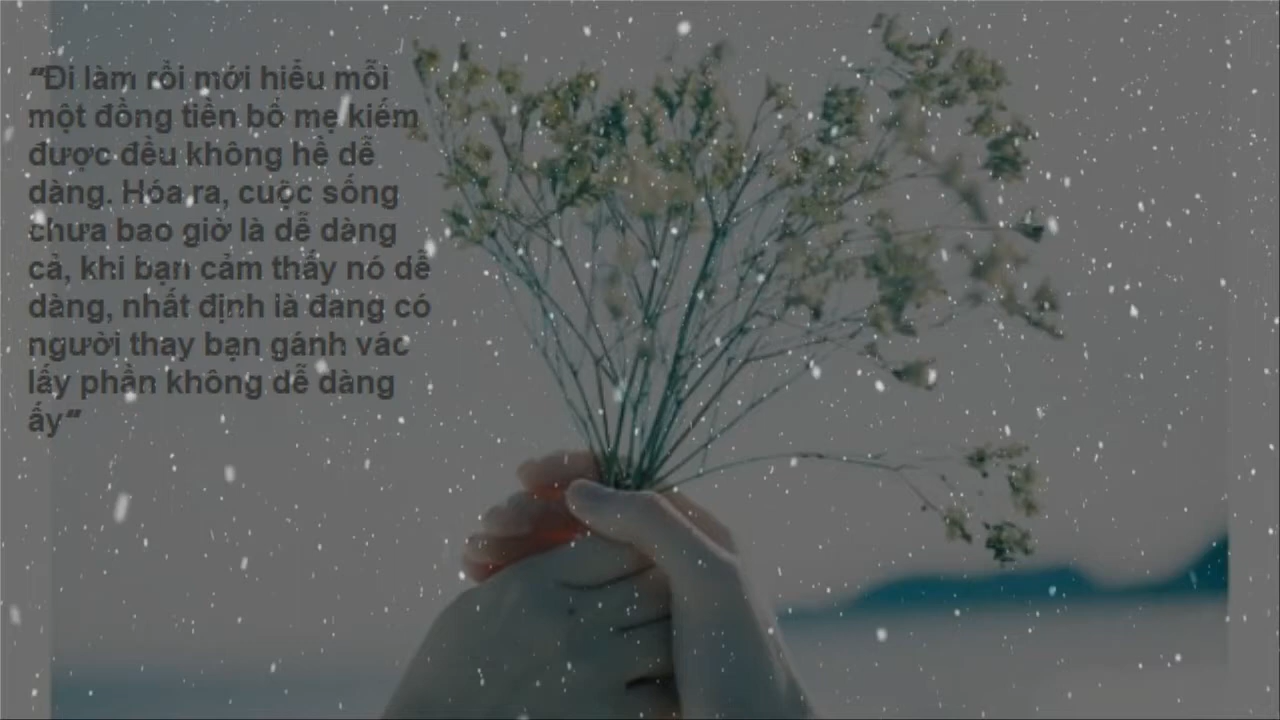 “Đi làm rồi mới hiểu mỗi
một đồng tiền bố mẹ kiếm
được đều không hề dễ
dàng. Hóa ra, cuộc sống
chưa bao giờ là dễ dàng
cả, khi bạn cảm thấy nó dễ
dàng, nhất định là đang có
người thay bạn gánh vác
lấy phần không dễ dàng
ấy”